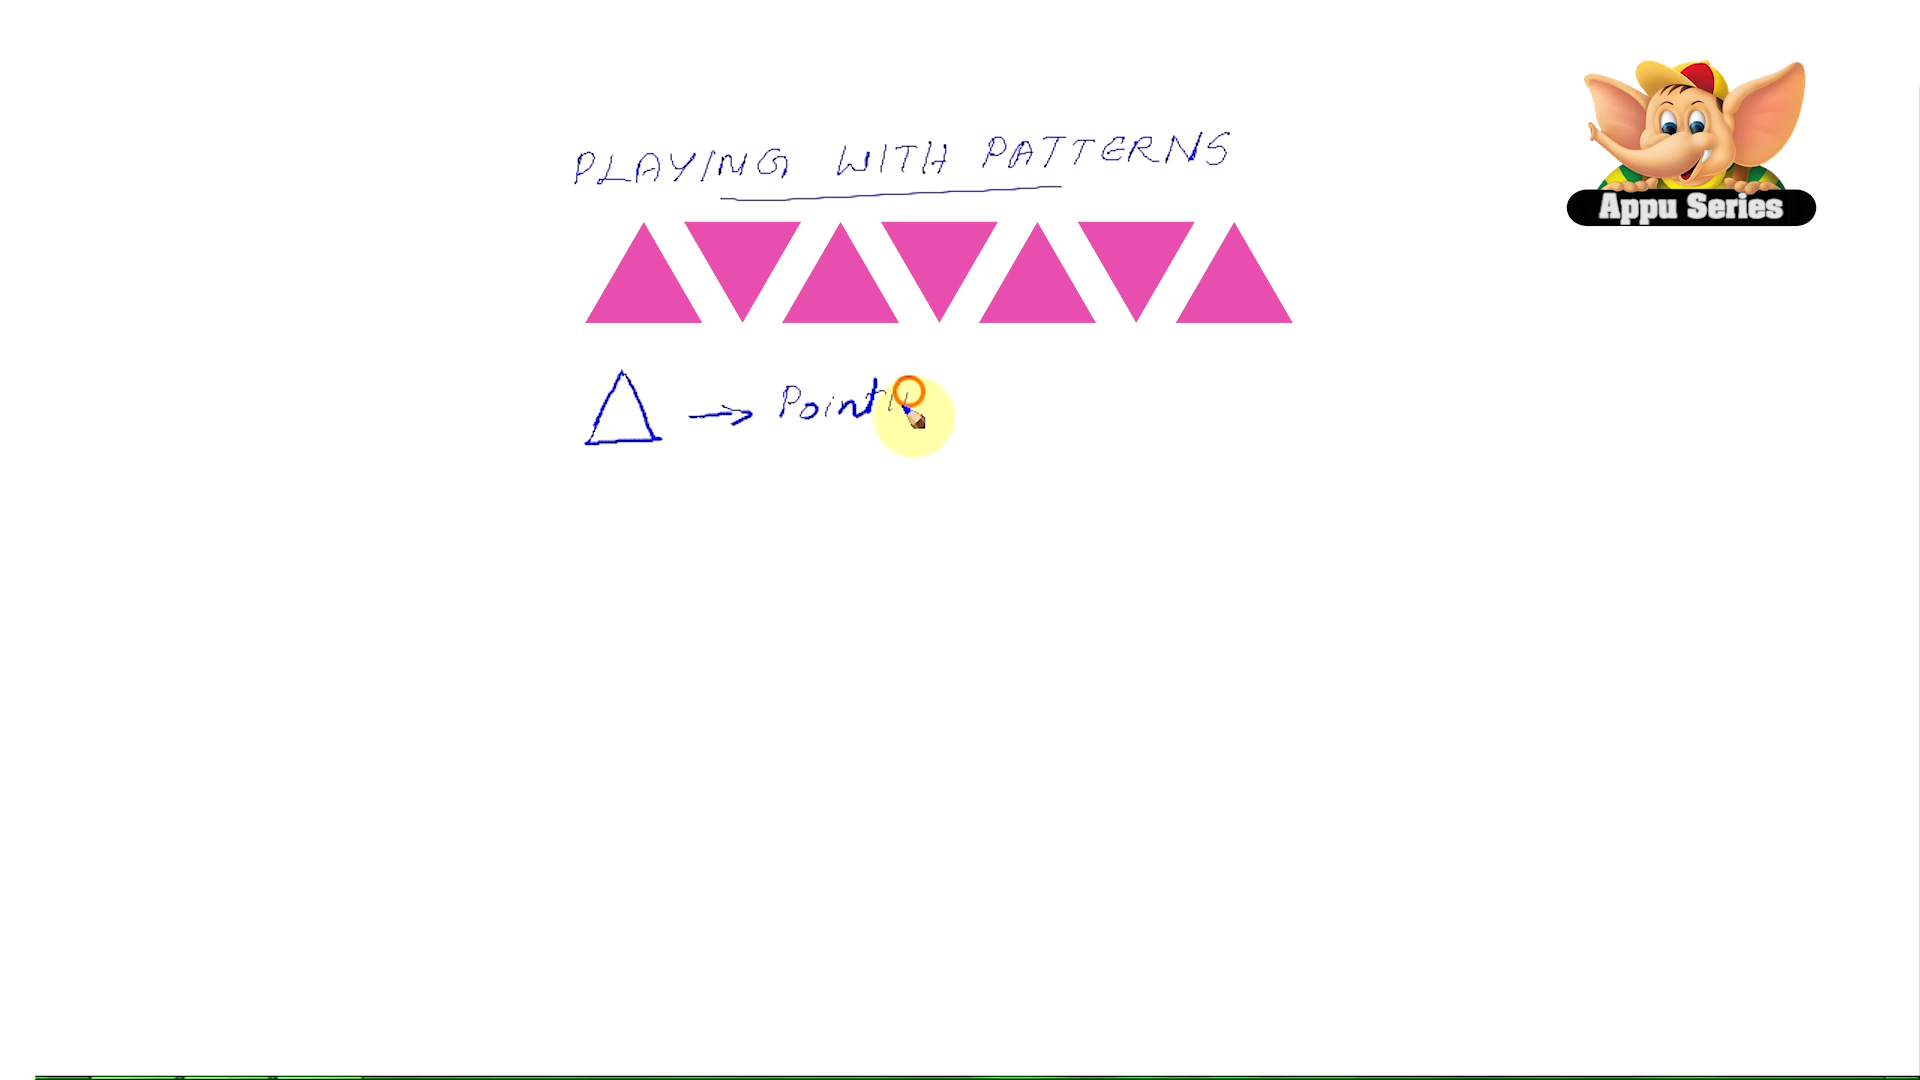 Appu Series
PLAYING WITH PATTERNS
→ Point